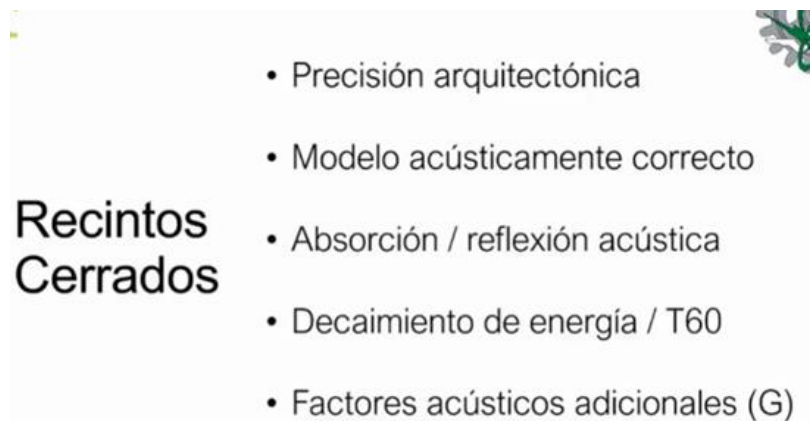 Recintos
Cerrados
• Precisión arquitectónica
• Modelo acústicamente correcto
• Absorción / reflexión acústica
• Decaimiento de energía / T60
• Factores acústicos adicionales (G)